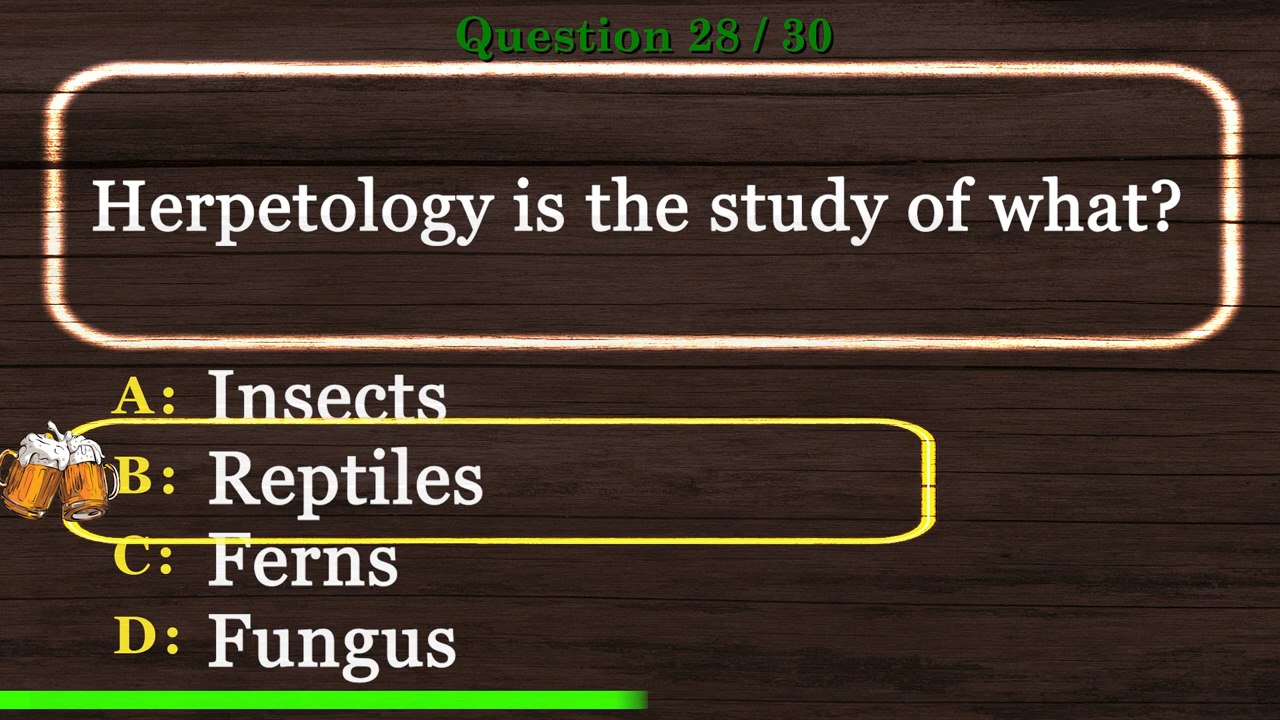 Question 28 / 30
Herpetology is the study of what?
A: Insects
B: Reptiles
C: Ferns
D: Fungus